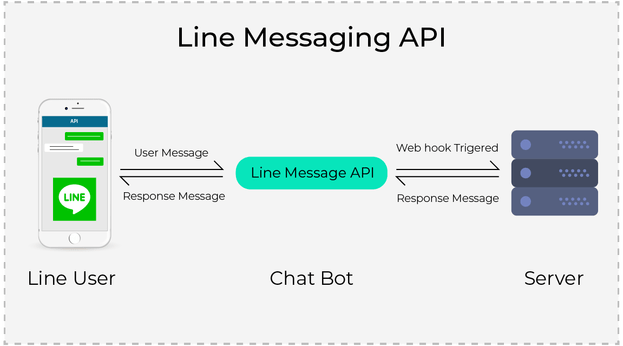 Line Messaging API
API
LINE
User Message
Response Message
Line Message API
Web hook Trigered
Response Message
Line User
Chat Bot
Server